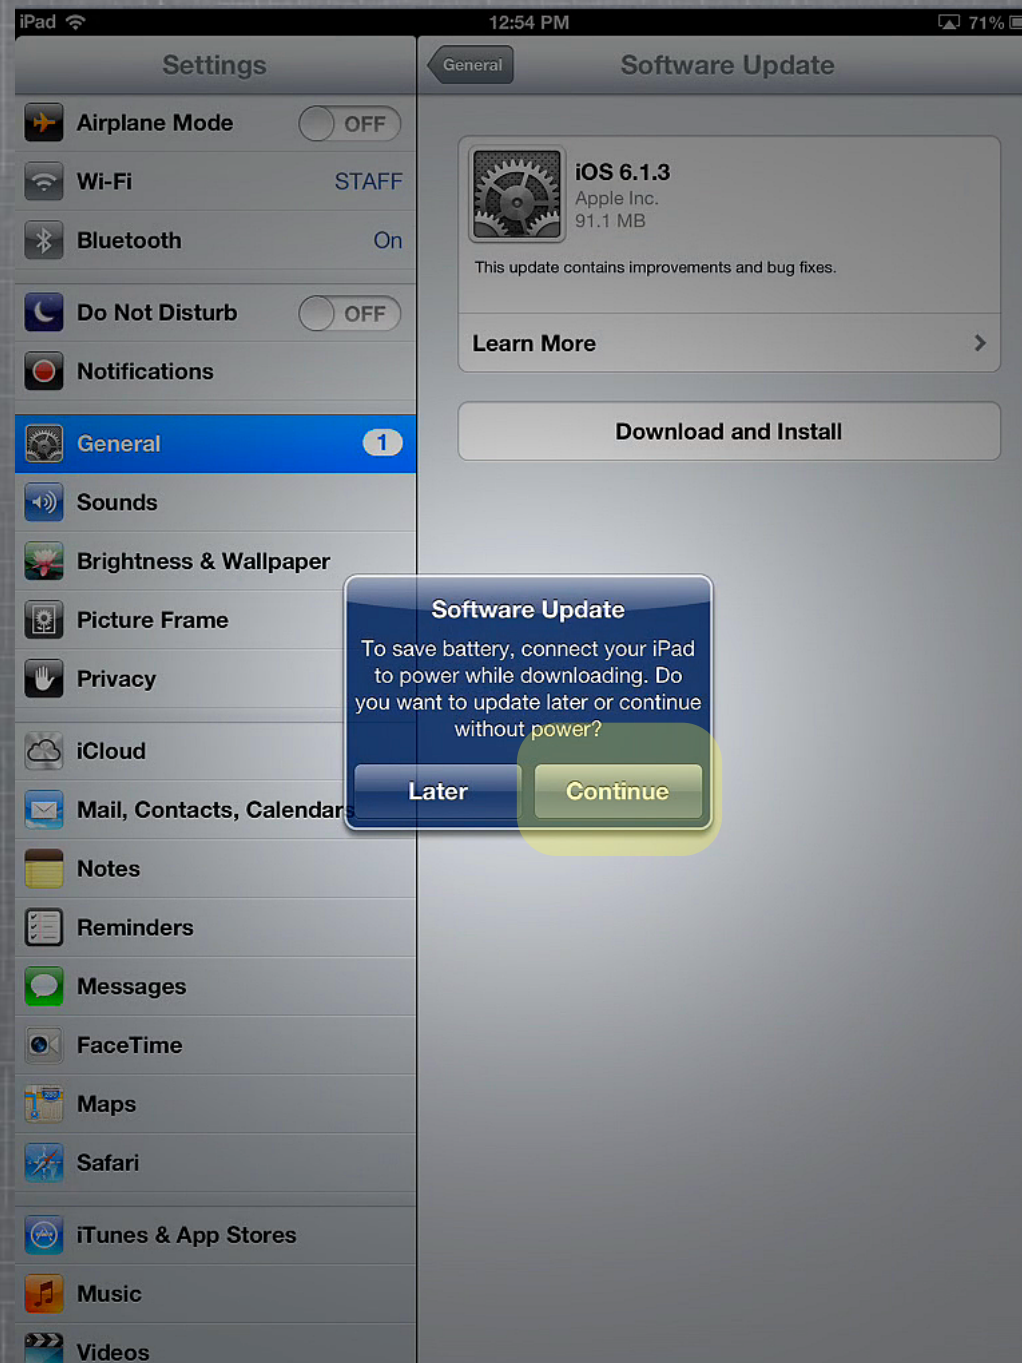 iPad
12:54 PM
71%
Settings
General
Software Update
Airplane Mode
OFF
Wi-Fi
STAFF
Bluetooth
On
Do Not Disturb
OFF
Notifications
General
1
Sounds
Brightness & Wallpaper
Picture Frame
Privacy
iCloud
Mail, Contacts, Calendars
Notes
Reminders
Messages
FaceTime
Maps
Safari
iTunes & App Stores
Music
Videos
iOS 6.1.3
Apple Inc.
91.1 MB
This update contains improvements and bug fixes.
Learn More
Download and Install
Software Update
To save battery, connect your iPad
to power while downloading. Do
you want to update later or continue
without power?
Later
Continue